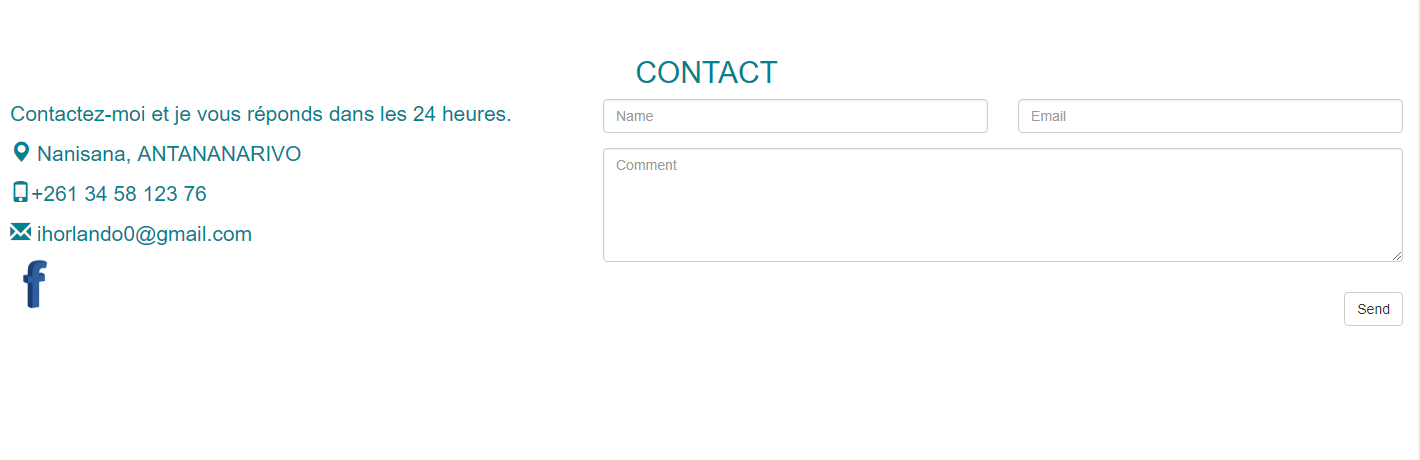 CONTACT
Contactez-moi et je vous réponds dans les 24 heures.
Nanisana, ANTANANARIVO
+261 34 58 123 76
ihorlando0@gmail.com
f
Name
Email
Comment
Send